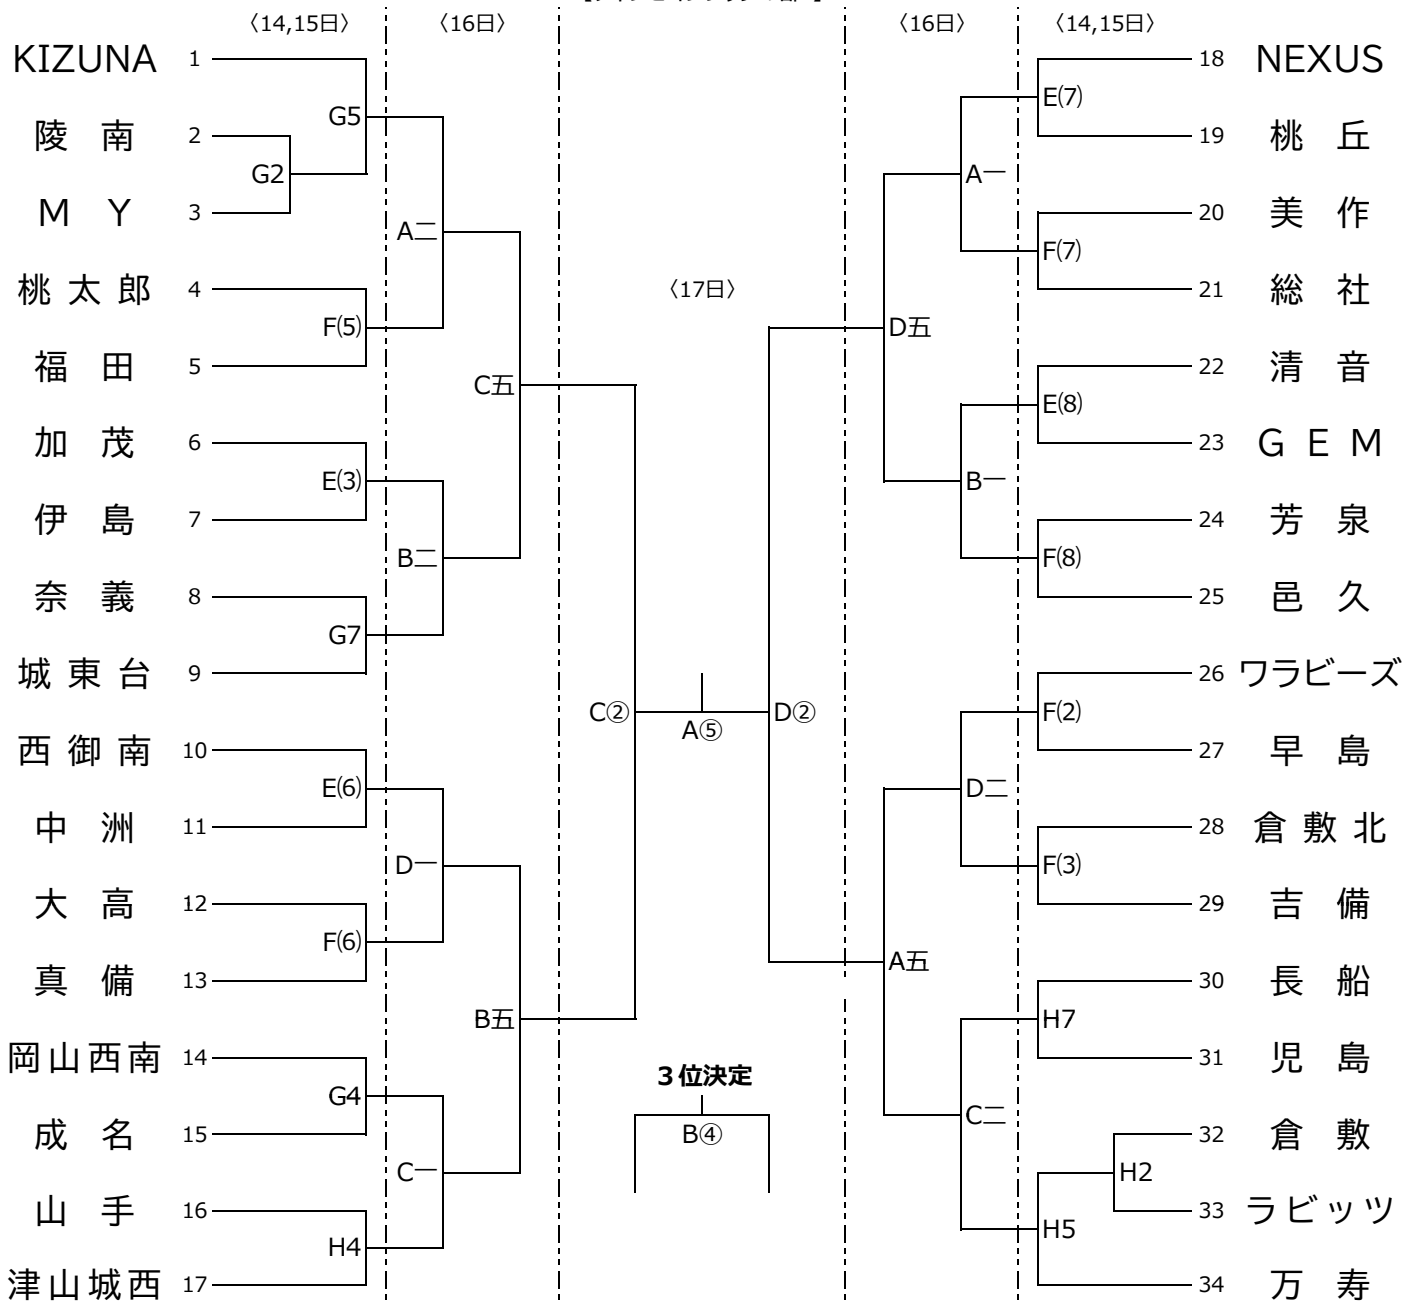 〈14,15日〉 〈16日〉 〈16日〉 〈14,15日〉
KIZUNA 1 18 NEXUS
G5 E(7)
陵 南 2 19 桃 丘
G2 A一
Ｍ Ｙ 3 20 美 作
A二 F(7)
桃 太 郎 4 〈17日〉 21 総 社
F(5) D五
福 田 5 22 清 音
C五 E(8)
加 茂 6 23 Ｇ Ｅ Ｍ
E(3) B一
伊 島 7 24 芳 泉
B二 F(8)
奈 義 8 25 邑 久
G7
城 東 台 9 26 ワラビーズ
C② A⑤ D② F(2)
西 御 南 10 27 早 島
E(6) D二
中 洲 11 28 倉 敷 北
D一 F(3)
大 高 12 29 吉 備
F(6) A五
真 備 13 30 長 船
B五 H7
岡山西南 14 ３位決定 31 児 島
G4 C二
成 名 15 B④ 32 倉 敷
C一 H2
山 手 16 33 ラビッツ
H4 H5
津山城西 17 34 万 寿